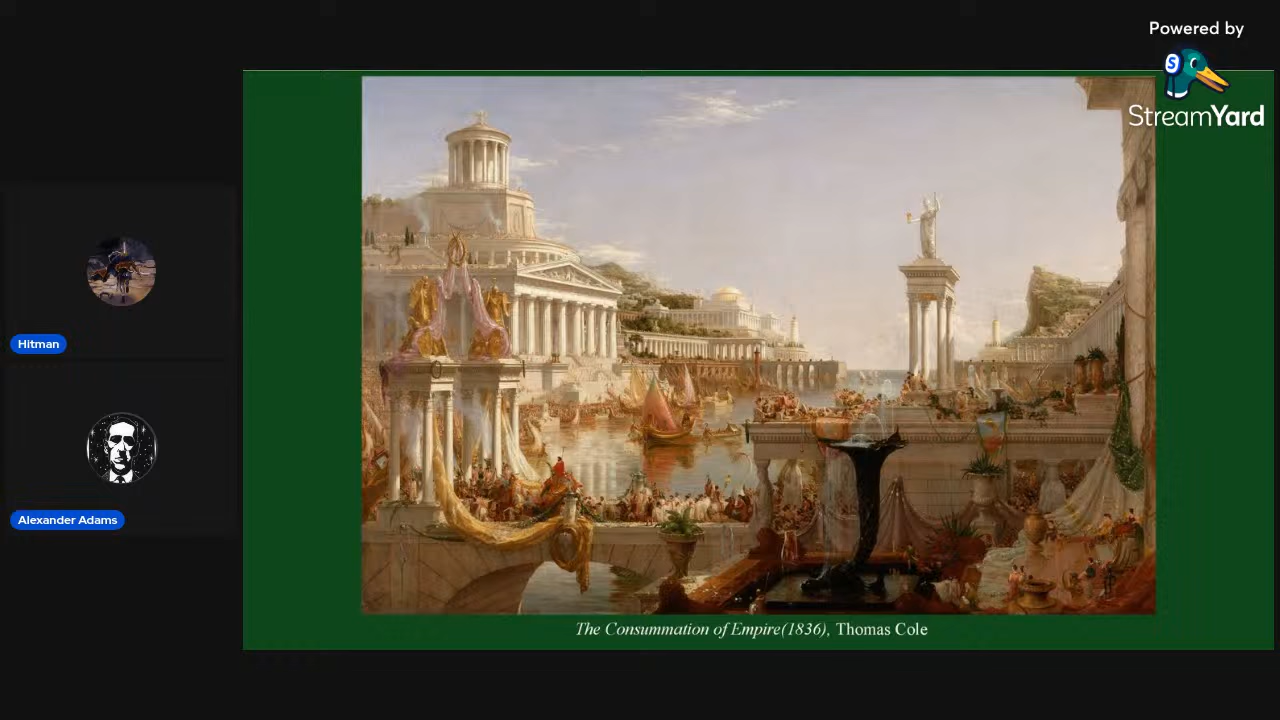 Powered by
StreamYard
Hitman
Alexander Adams
The Consummation of Empire(1836), Thomas Cole